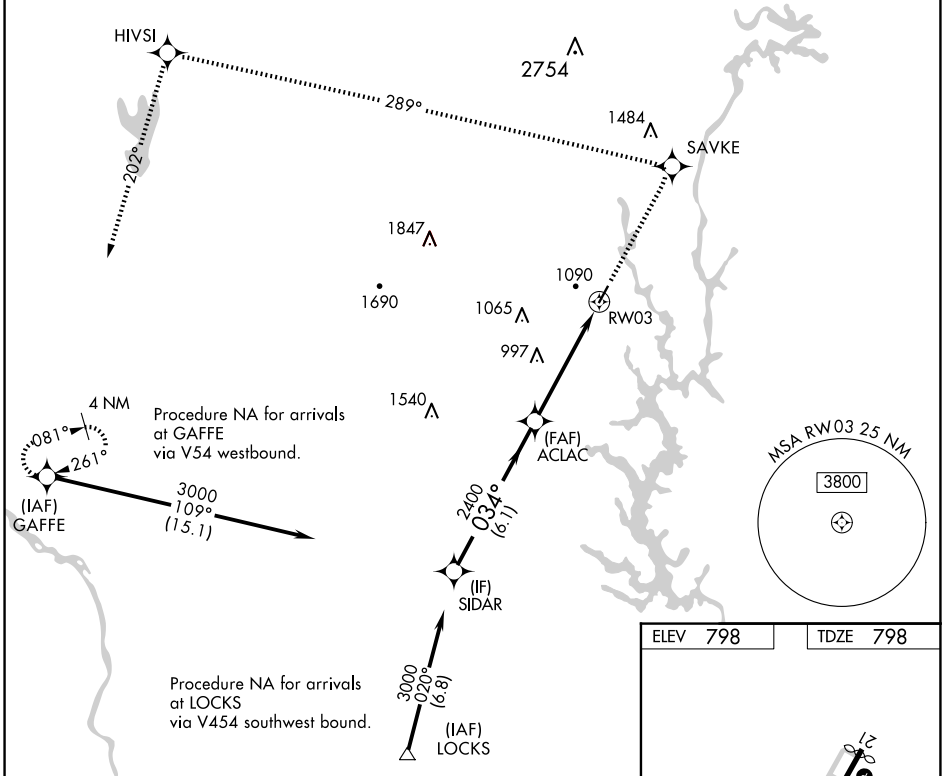 HIVSI
2754
289°
1484
SAVKE
202°
1847
1690
1090
1065
RW03
997
1540
4 NM
081°
261°
Procedure NA for arrivals
at GAFFE
via V54 westbound.
(FAF)
ACLAC
MSA RW03 25 NM
3800
(IAF)
GAFFE
3000
109°
(15.1)
2400
034°
(6.1)
(IF)
SIDAR
ELEV 798
TDZE 798
Procedure NA for arrivals
at LOCKS
via V454 southwest bound.
3000
020°
(6.8)
(IAF)
LOCKS
21